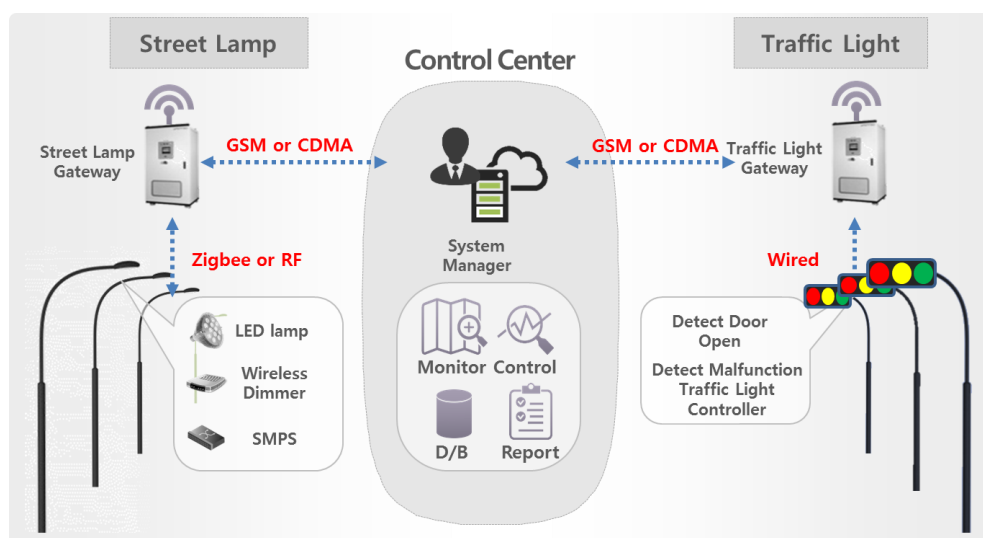 Street Lamp
Control Center
Traffic Light
Street Lamp
Gateway
GSM or CDMA
GSM or CDMA
Traffic Light
Gateway
System
Manager
Zigbee or RF
Wired
LED lamp
Wireless
Dimmer
SMPS
Monitor
Control
D/B
Report
Detect Door
Open
Detect Malfunction
Traffic Light
Controller